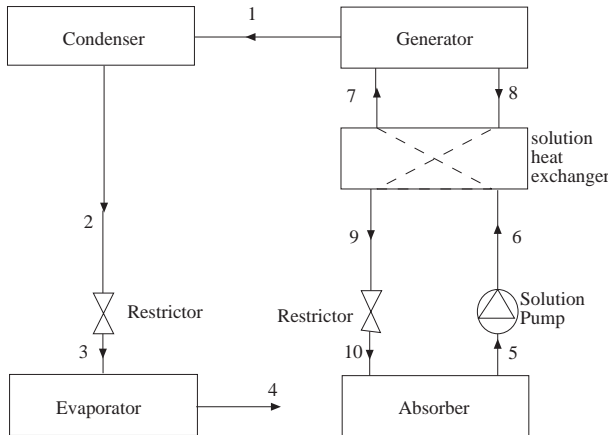 1
Condenser
Generator
7
8
solution
heat
exchanger
2
9
6
Restrictor
Restrictor
Solution
Pump
3
10
5
4
Evaporator
Absorber